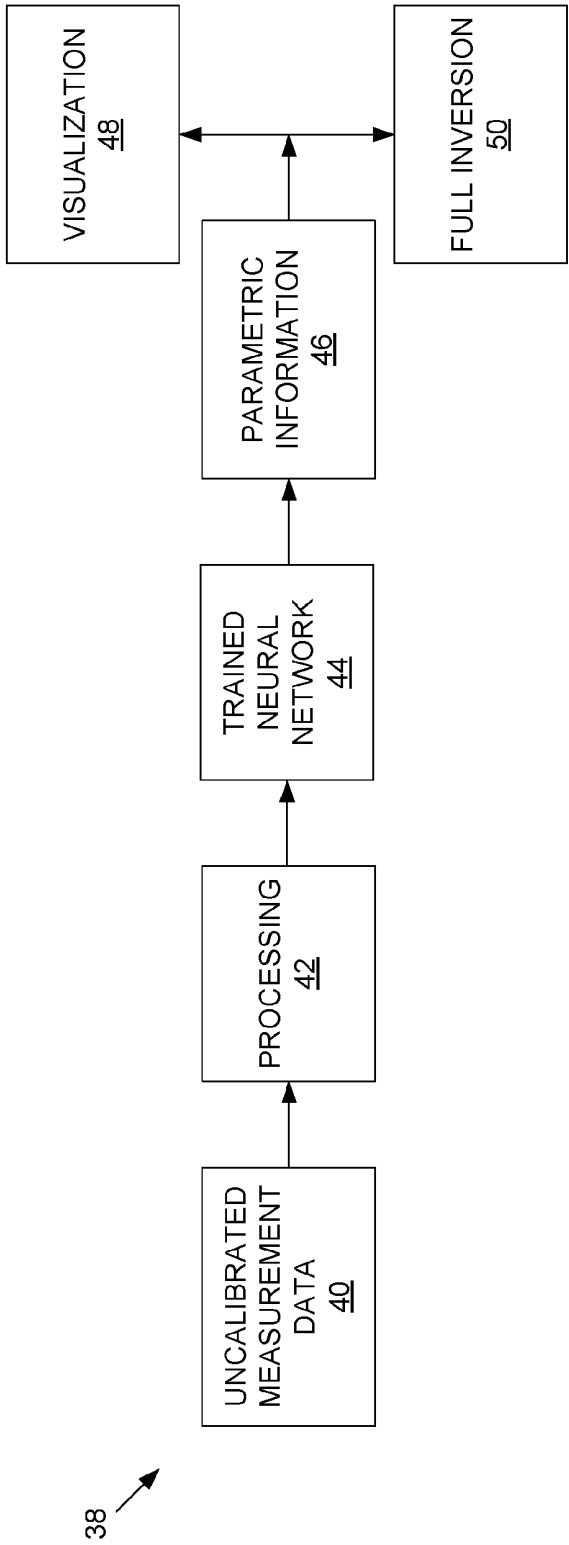 38
UNCALIBRATED
MEASUREMENT
DATA
40
PROCESSING
42
TRAINED
NEURAL
NETWORK
44
PARAMETRIC
INFORMATION
46
VISUALIZATION
48
FULL INVERSION
50